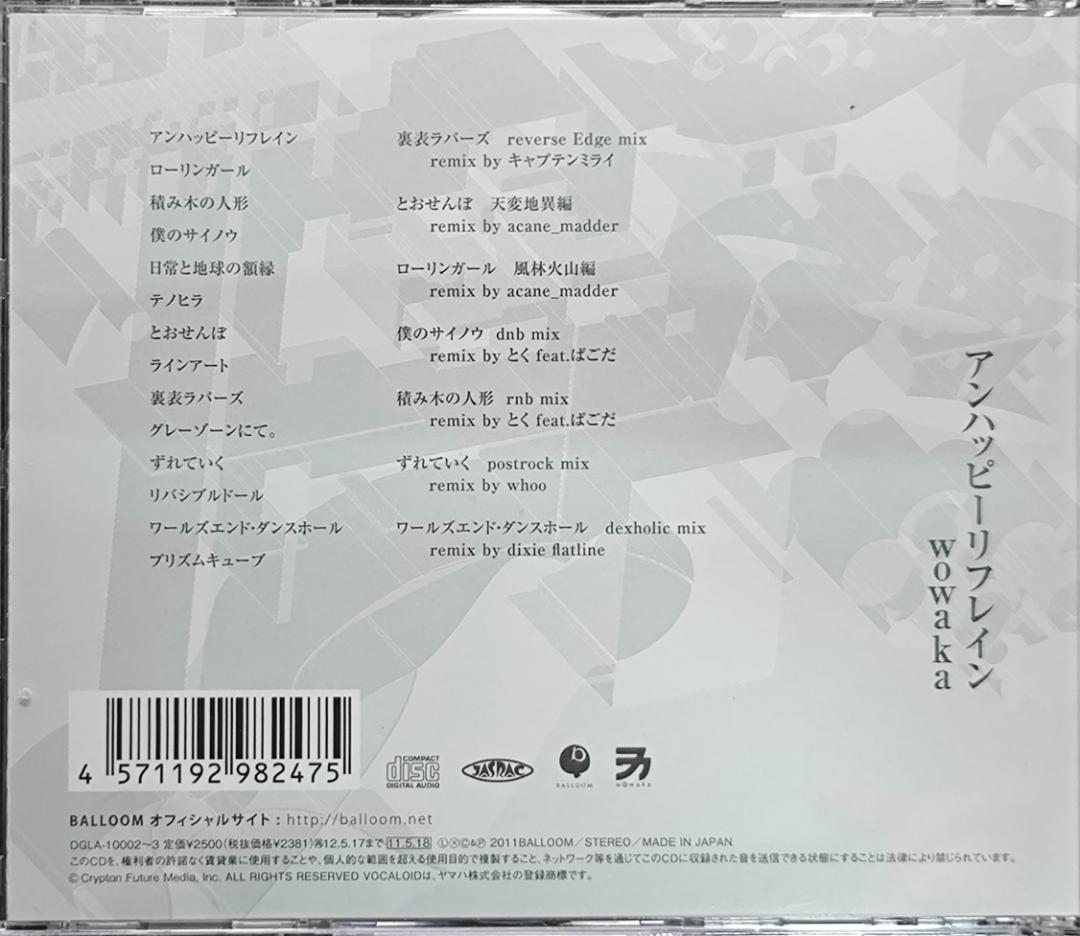 アンハッピーリフレイン
ローリンガール
積み木の人形
僕のサイノウ
日常と地球の額縁
テノヒラ
とおせんぼ
ラインアート
裏表ラバーズ
グレーゾーンにて。
ずれていく
リバシブルドール
ワールズエンド・ダンスホール
プリズムキューブ
裏表ラバーズ reverse Edge mix
remix by キャプテンミライ
とおせんぼ 天変地異編
remix by acane_madder
ローリンガール 風林火山編
remix by acane_madder
僕のサイノウ dnb mix
remix by とく feat.ぱごだ
積み木の人形 rnb mix
remix by とく feat.ぱごだ
ずれていく postrock mix
remix by whoo
ワールズエンド・ダンスホール dexholic mix
remix by dixie flatline
アンハッピーリフレイン
wowaka
4 571192 982475
COMPACT
disc
DIGITAL AUDIO
JASRAC
BALLOOM
WOWAKA
BALLOOM オフィシャルサイト : http://balloom.net
DGLA-10002～3 定価¥2500(税抜価格¥2381)再12.5.17まで 11.5.18 ⓁⓍⒸ&Ⓟ 2011BALLOOM/STEREO/MADE IN JAPAN
このCDを、権利者の許諾なく賃貸業に使用することや、個人的な範囲を超える使用目的で複製すること、ネットワーク等を通じてこのCDに収録された音を送信できる状態にすることは法律により禁じられています。
© Crypton Future Media, Inc. ALL RIGHTS RESERVED VOCALOIDは、ヤマハ株式会社の登録商標です。